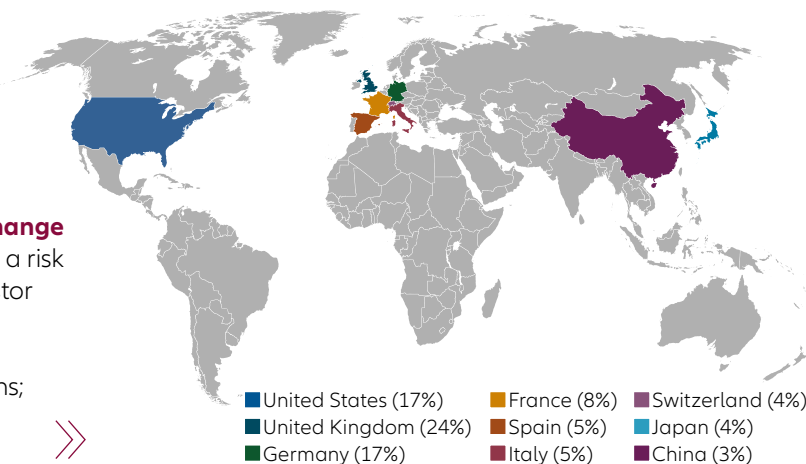 hange
a risk
tor
ns;
United States (17%)
United Kingdom (24%)
Germany (17%)
France (8%)
Spain (5%)
Italy (5%)
Switzerland (4%)
Japan (4%)
China (3%)